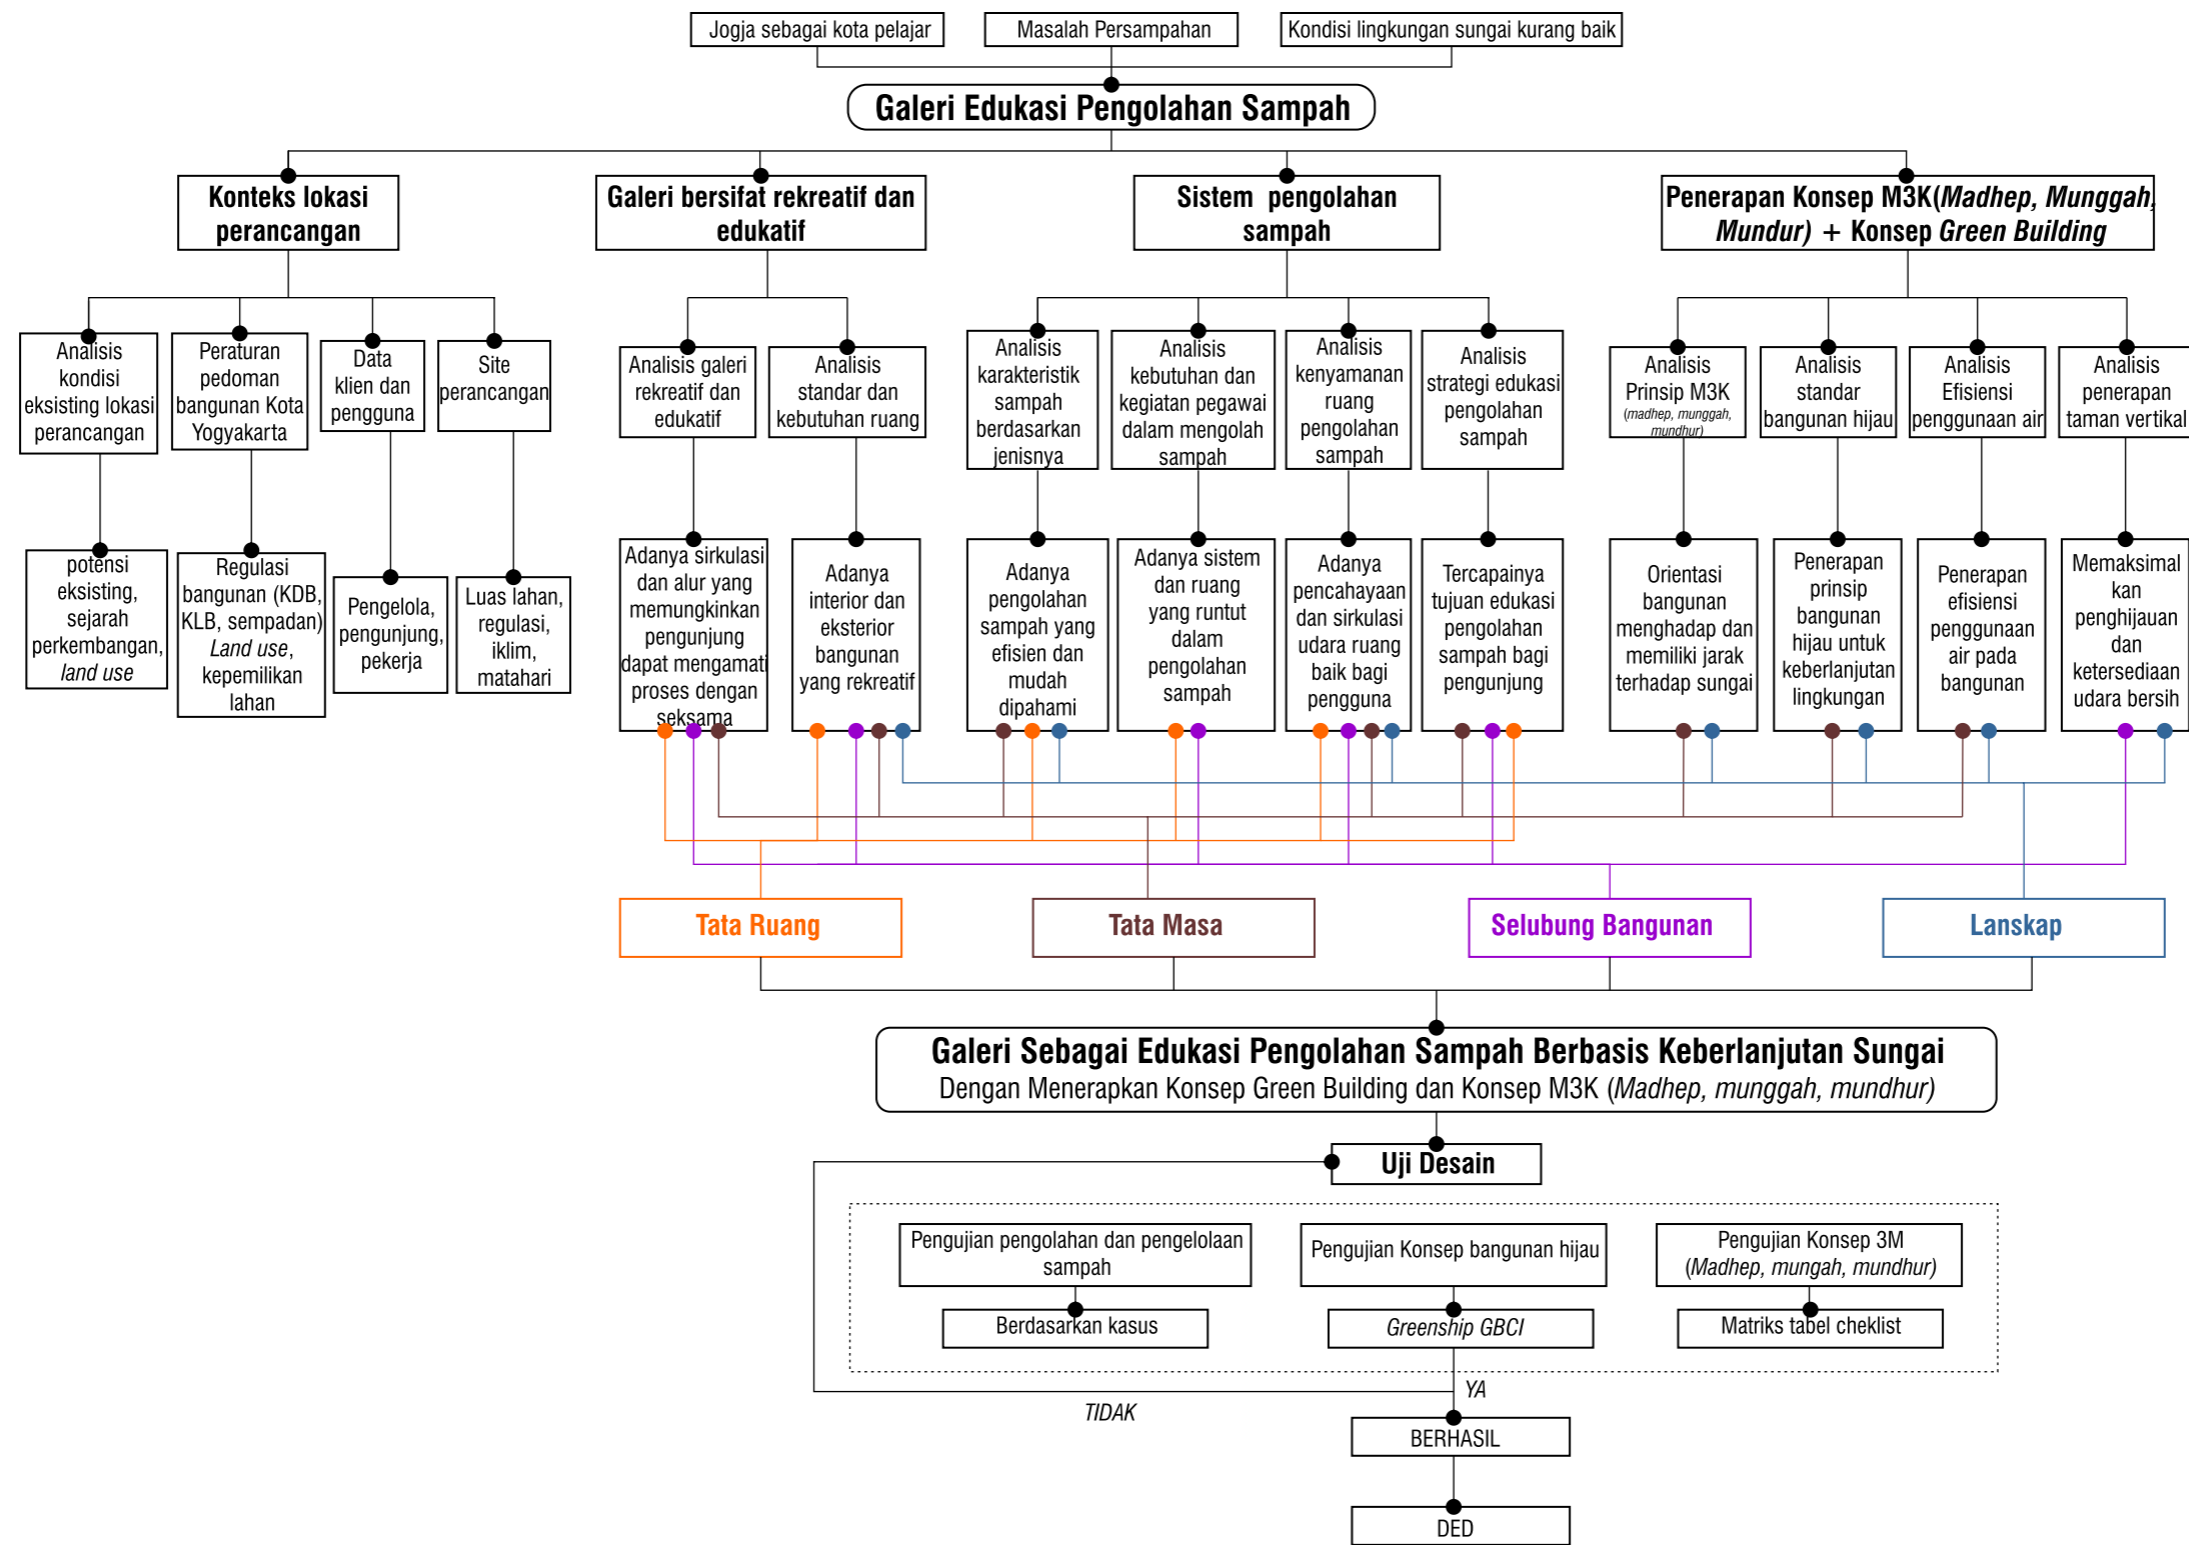 Jogja sebagai kota pelajar
Masalah Persampahan
Kondisi lingkungan sungai kurang baik
Galeri Edukasi Pengolahan Sampah
Konteks lokasi
perancangan
Galeri bersifat rekreatif dan
edukatif
Sistem pengolahan
sampah
Penerapan Konsep M3K(Madhep, Munggah,
Mundur) + Konsep Green Building
Analisis
kondisi
eksisting lokasi
perancangan
Peraturan
pedoman
bangunan Kota
Yogyakarta
Data
klien dan
pengguna
Site
perancangan
Analisis galeri
rekreatif dan
edukatif
Analisis
standar dan
kebutuhan ruang
Analisis
karakteristik
sampah
berdasarkan
jenisnya
Analisis
kebutuhan dan
kegiatan pegawai
dalam mengolah
sampah
Analisis
kenyamanan
ruang
pengolahan
sampah
Analisis
strategi edukasi
pengolahan
sampah
Analisis
Prinsip M3K
(madhep, munggah,
mundhur)
Analisis
standar
bangunan hijau
Analisis
Efisiensi
penggunaan air
Analisis
penerapan
taman vertikal
potensi
eksisting,
sejarah
perkembangan,
land use
Regulasi
bangunan (KDB,
KLB, sempadan)
Land use,
kepemilikan
lahan
Pengelola,
pengunjung,
pekerja
Luas lahan,
regulasi,
iklim,
matahari
Adanya sirkulasi
dan alur yang
memungkinkan
pengunjung
dapat mengamati
proses dengan
seksama
Adanya
interior dan
eksterior
bangunan
yang rekreatif
Adanya
pengolahan
sampah yang
efisien dan
mudah
dipahami
Adanya sistem
dan ruang
yang runtut
dalam
pengolahan
sampah
Adanya
pencahayaan
dan sirkulasi
udara ruang
baik bagi
pengguna
Tercapainya
tujuan edukasi
pengolahan
sampah bagi
pengunjung
Orientasi
bangunan
menghadap dan
memiliki jarak
terhadap sungai
Penerapan
prinsip
bangunan
hijau untuk
keberlanjutan
lingkungan
Penerapan
efisiensi
penggunaan
air pada
bangunan
Memaksimal
kan
penghijauan
dan
ketersediaan
udara bersih
Tata Ruang
Tata Masa
Selubung Bangunan
Lanskap
Galeri Sebagai Edukasi Pengolahan Sampah Berbasis Keberlanjutan Sungai
Dengan Menerapkan Konsep Green Building dan Konsep M3K (Madhep, munggah, mundhur)
Uji Desain
Pengujian pengolahan dan pengelolaan
sampah
Pengujian Konsep bangunan hijau
Pengujian Konsep 3M
(Madhep, mungah, mundhur)
Berdasarkan kasus
Greenship GBCI
Matriks tabel cheklist
YA
TIDAK
BERHASIL
DED